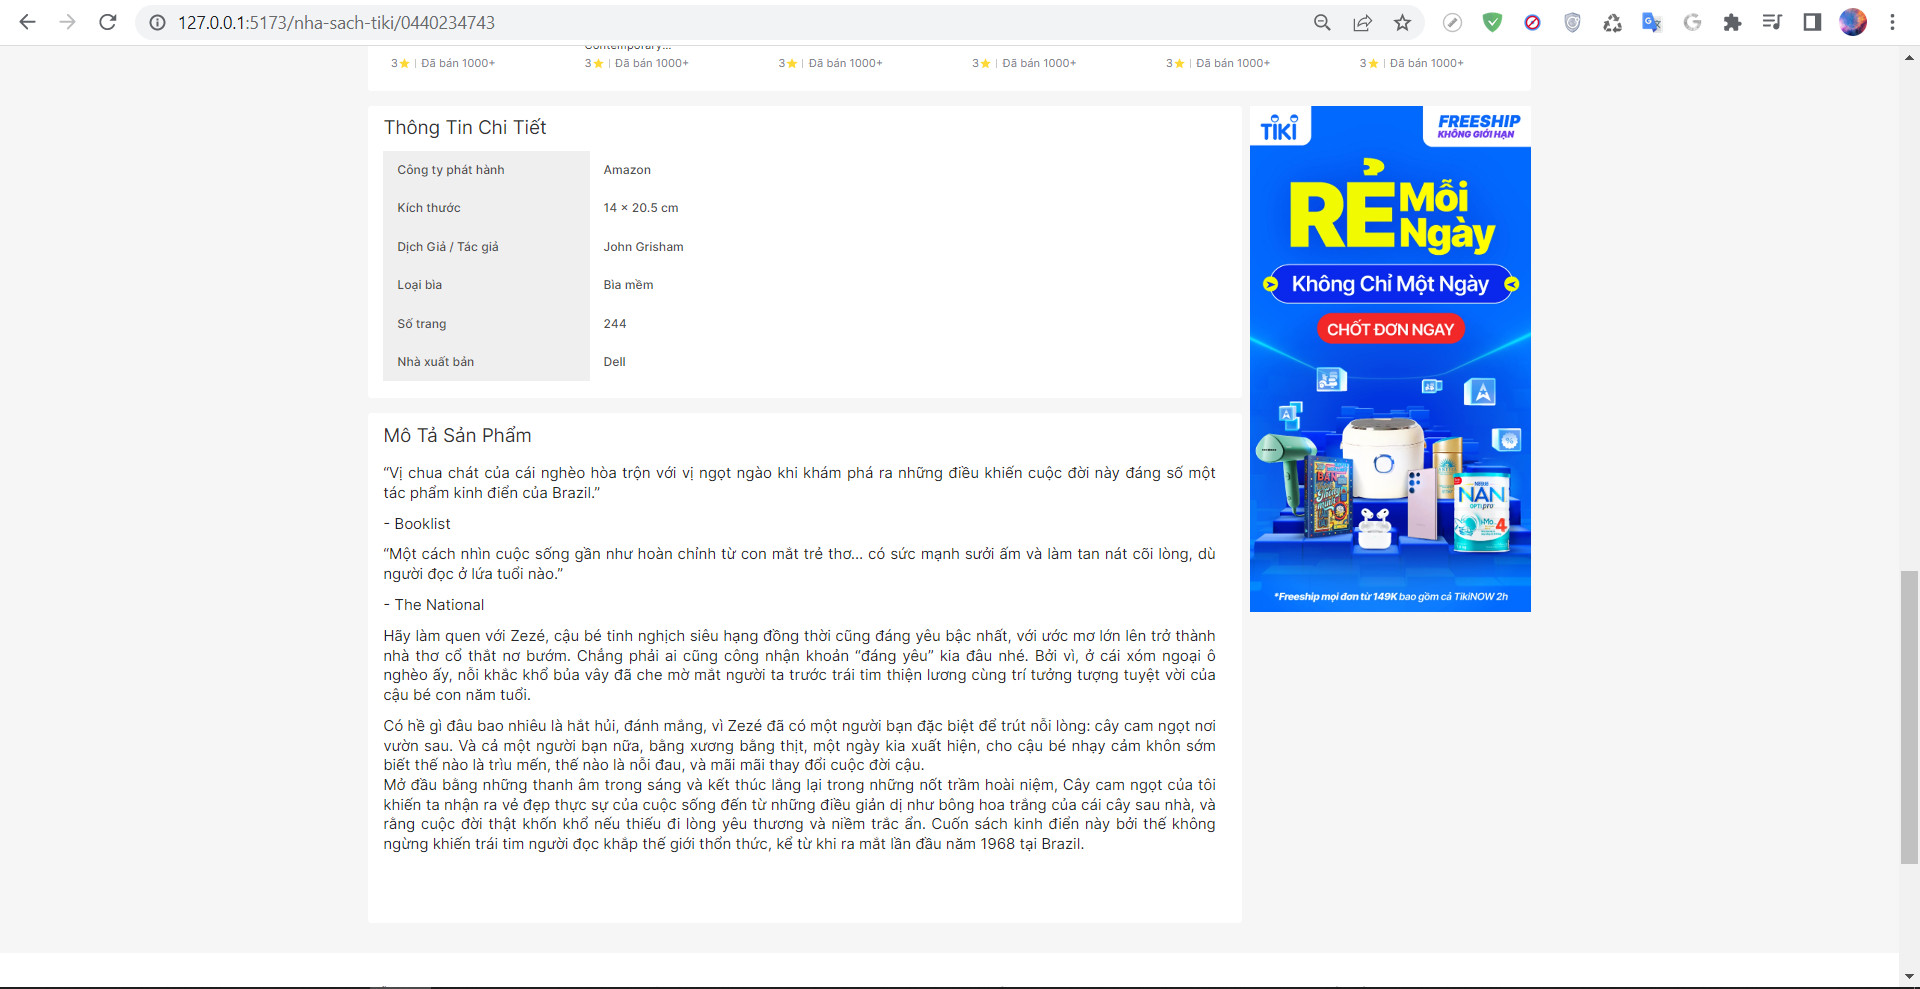 127.0.0.1:5173/nha-sach-tiki/0440234743
Contemporary...
3 | Đã bán 1000+
3 | Đã bán 1000+
3 | Đã bán 1000+
3 | Đã bán 1000+
3 | Đã bán 1000+
3 | Đã bán 1000+
Thông Tin Chi Tiết
Công ty phát hành Amazon
Kích thước 14 × 20.5 cm
Dịch Giả / Tác giả John Grisham
Loại bìa Bìa mềm
Số trang 244
Nhà xuất bản Dell
Mô Tả Sản Phẩm
“Vị chua chát của cái nghèo hòa trộn với vị ngọt ngào khi khám phá ra những điều khiến cuộc đời này đáng số một
tác phẩm kinh điển của Brazil.”
- Booklist
“Một cách nhìn cuộc sống gần như hoàn chỉnh từ con mắt trẻ thơ… có sức mạnh sưởi ấm và làm tan nát cõi lòng, dù
người đọc ở lứa tuổi nào.”
- The National
Hãy làm quen với Zezé, cậu bé tinh nghịch siêu hạng đồng thời cũng đáng yêu bậc nhất, với ước mơ lớn lên trở thành
nhà thơ cổ thắt nơ bướm. Chẳng phải ai cũng công nhận khoản “đáng yêu” kia đâu nhé. Bởi vì, ở cái xóm ngoại ô
nghèo ấy, nỗi khắc khổ bủa vây đã che mờ mắt người ta trước trái tim thiện lương cùng trí tưởng tượng tuyệt vời của
cậu bé con năm tuổi.
Có hề gì đâu bao nhiêu là hắt hủi, đánh mắng, vì Zezé đã có một người bạn đặc biệt để trút nỗi lòng: cây cam ngọt nơi
vườn sau. Và cả một người bạn nữa, bằng xương bằng thịt, một ngày kia xuất hiện, cho cậu bé nhạy cảm khôn sớm
biết thế nào là trìu mến, thế nào là nỗi đau, và mãi mãi thay đổi cuộc đời cậu.
Mở đầu bằng những thanh âm trong sáng và kết thúc lắng lại trong những nốt trầm hoài niệm, Cây cam ngọt của tôi
khiến ta nhận ra vẻ đẹp thực sự của cuộc sống đến từ những điều giản dị như bông hoa trắng của cái cây sau nhà, và
rằng cuộc đời thật khốn khổ nếu thiếu đi lòng yêu thương và niềm trắc ẩn. Cuốn sách kinh điển này bởi thế không
ngừng khiến trái tim người đọc khắp thế giới thổn thức, kể từ khi ra mắt lần đầu năm 1968 tại Brazil.
TIKI
FREESHIP
KHÔNG GIỚI HẠN
RẺ Mỗi
Ngày
Không Chỉ Một Ngày
CHỐT ĐƠN NGAY
NAN
OPTIPRO
4
*Freeship mọi đơn từ 149K bao gồm cả TikiNOW 2h